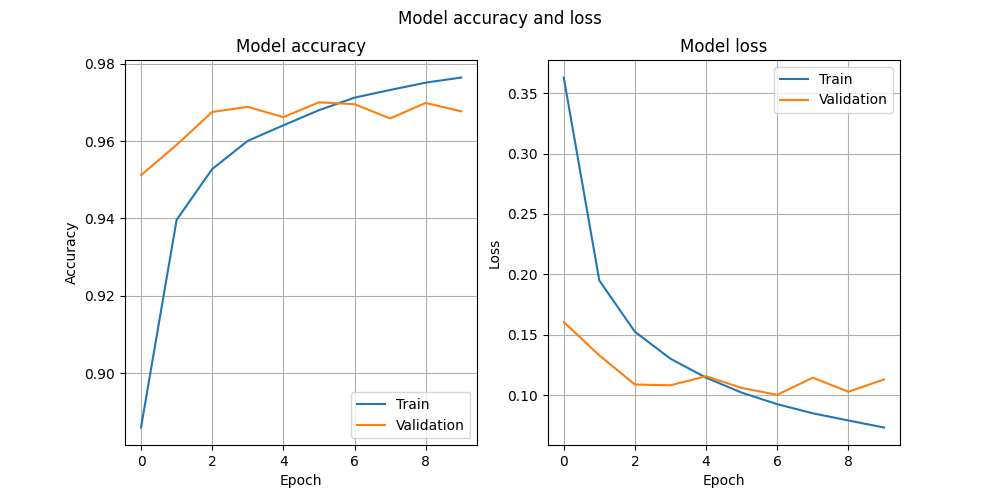 Model accuracy and loss
Model accuracy
0.98
0.96
0.94
0.92
0.90
Accuracy
0 2 4 6 8
Epoch
Train
Validation
Model loss
0.35
0.30
0.25
0.20
0.15
0.10
Loss
0 2 4 6 8
Epoch
Train
Validation